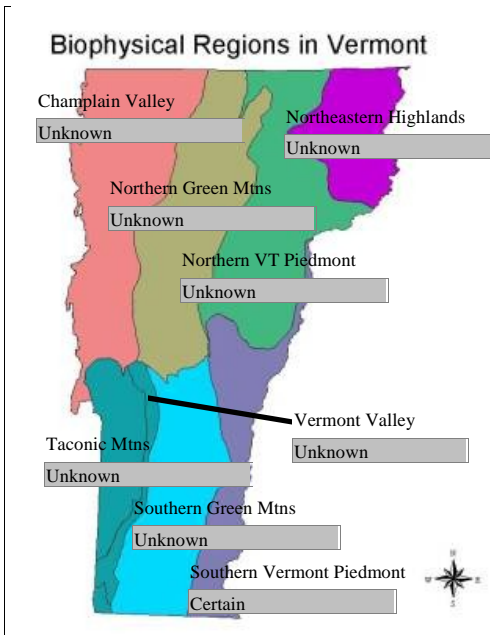 Biophysical Regions in Vermont
Champlain Valley
Unknown
Northeastern Highlands
Unknown
Northern Green Mtns
Unknown
Northern VT Piedmont
Unknown
Vermont Valley
Unknown
Taconic Mtns
Unknown
Southern Green Mtns
Unknown
Southern Vermont Piedmont
Certain
N
W E
S